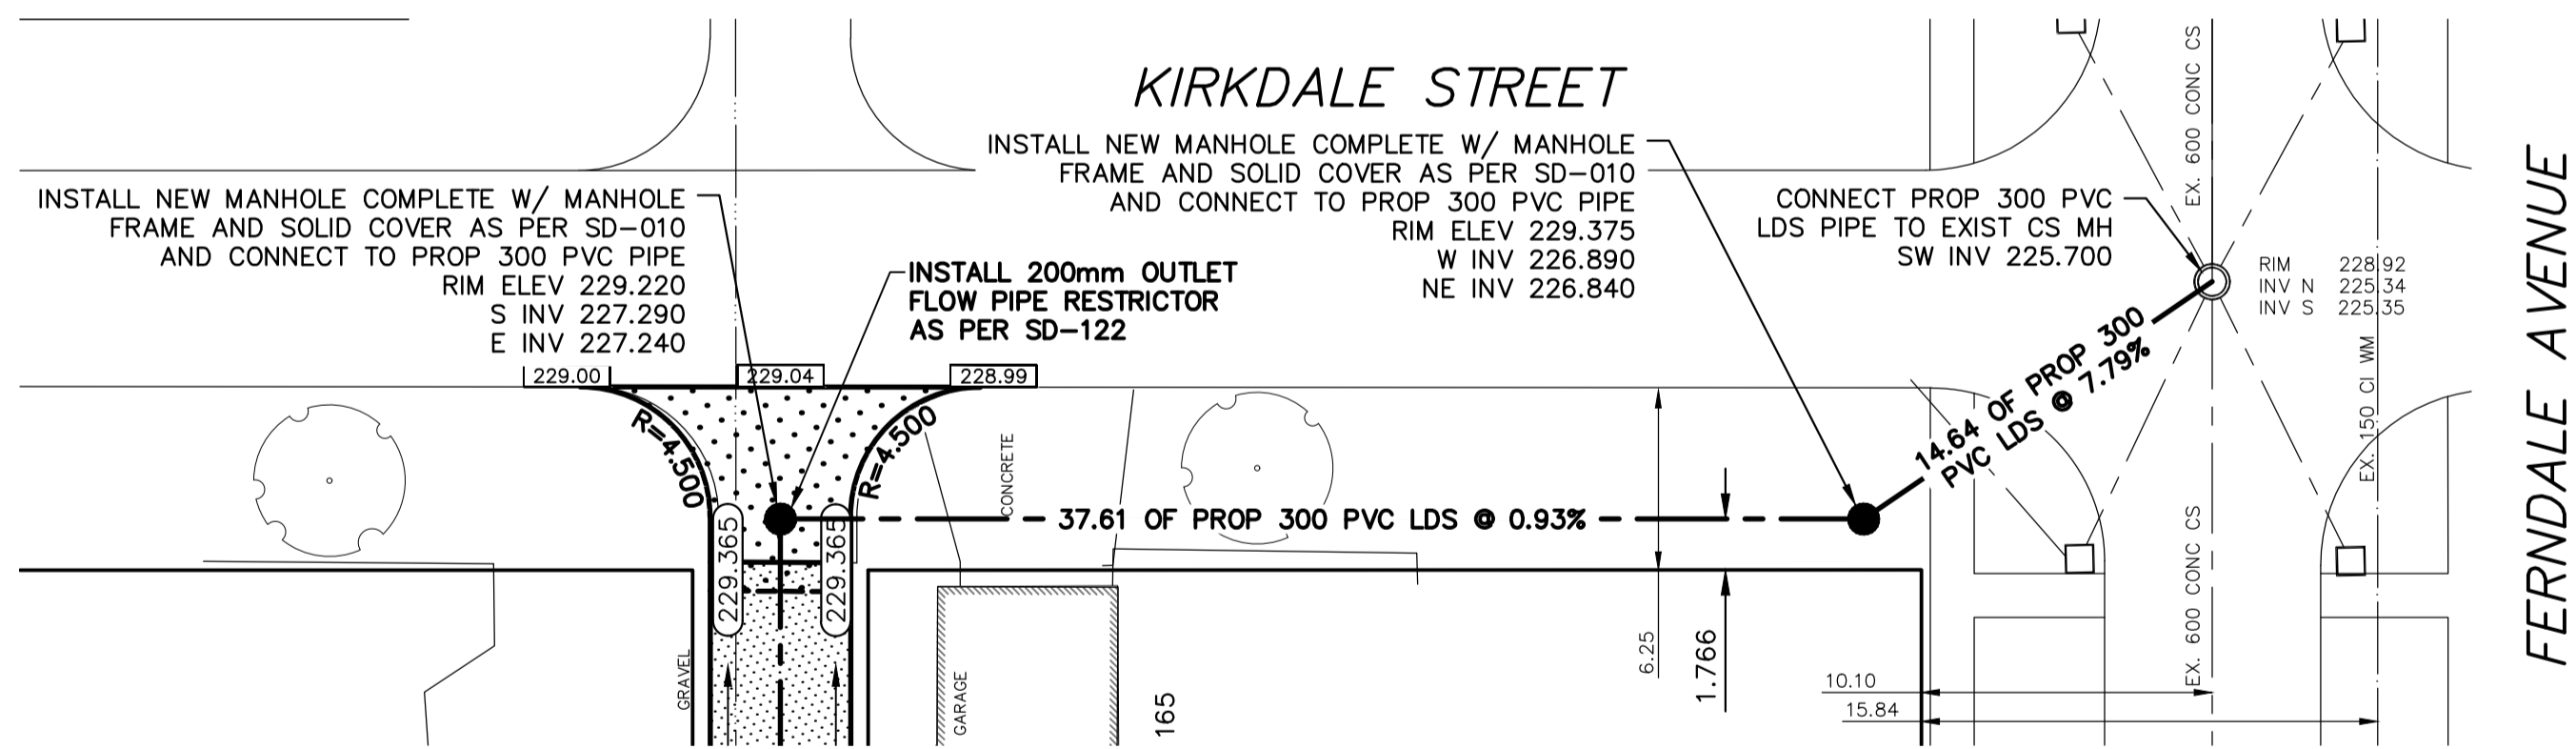 KIRKDALE STREET
INSTALL NEW MANHOLE COMPLETE W/ MANHOLE
FRAME AND SOLID COVER AS PER SD-010
AND CONNECT TO PROP 300 PVC PIPE
RIM ELEV 229.220
S INV 227.290
E INV 227.240
INSTALL 200mm OUTLET
FLOW PIPE RESTRICTOR
AS PER SD-122
INSTALL NEW MANHOLE COMPLETE W/ MANHOLE
FRAME AND SOLID COVER AS PER SD-010
AND CONNECT TO PROP 300 PVC PIPE
RIM ELEV 229.375
W INV 226.890
NE INV 226.840
CONNECT PROP 300 PVC
LDS PIPE TO EXIST CS MH
SW INV 225.700
EX. 600 CONC CS
RIM 228.92
INV N 225.34
INV S 225.35
FERNDALE AVENUE
229.00
229.04
228.99
R=4.500
R=4.500
CONCRETE
14.64 OF PROP 300
PVC LDS @ 7.79%
EX. 150 CI WM
37.61 OF PROP 300 PVC LDS @ 0.93%
229.365
229.365
EX. 600 CONC CS
GRAVEL
GARAGE
165
6.25
1.766
10.10
15.84